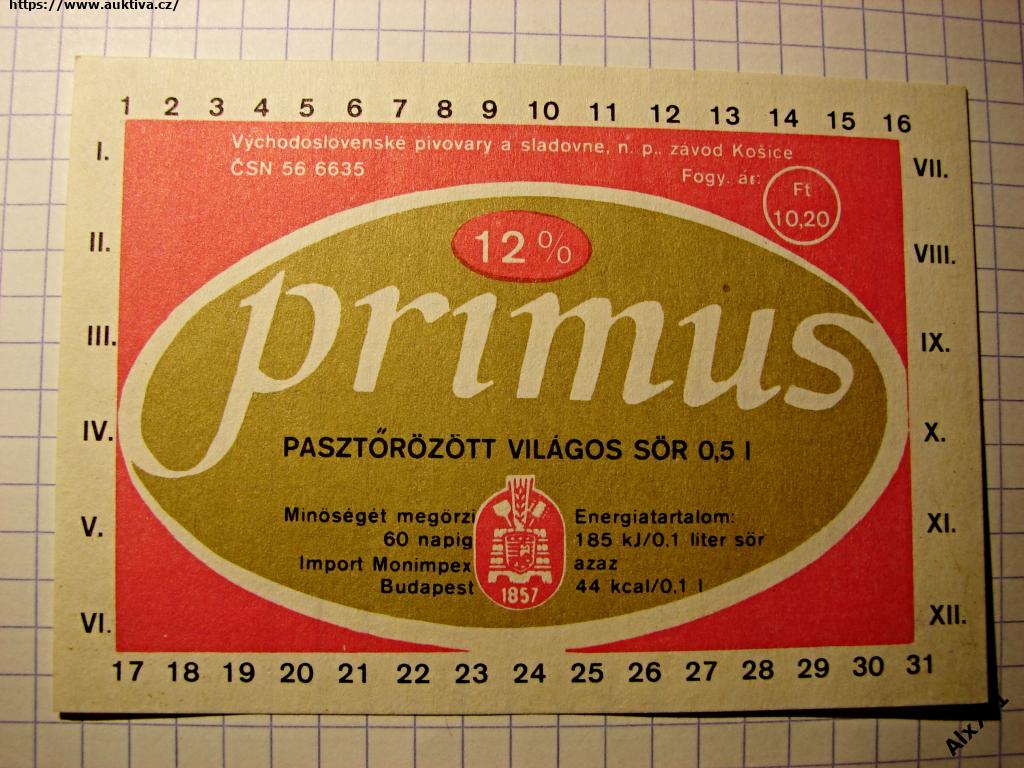 https://www.auktiva.cz/
1 2 3 4 5 6 7 8 9 10 11 12 13 14 15 16
Východoslovenské pivovary a sladovne, n. p., závod Košice
ČSN 56 6635
Fogy. ár:
Ft
10,20
I.
II.
III.
IV.
V.
VI.
VII.
VIII.
IX.
X.
XI.
XII.
12 %
primus
PASZTŐRÖZÖTT VILÁGOS SÖR 0,5 l
Minöségét megörzi
60 napig
Import Monimpex
Budapest
Energiatartalom:
185 kJ/0,1 liter sör
azaz
44 kcal/0,1 l
1857
17 18 19 20 21 22 23 24 25 26 27 28 29 30 31